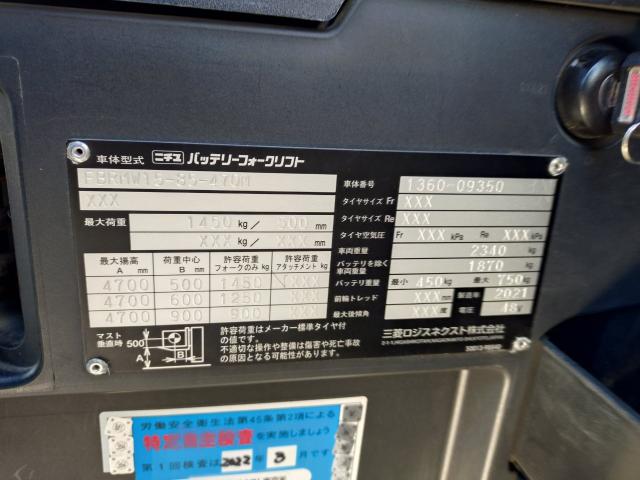 車体型式 ニチユ バッテリーフォークリフト
FBRMW15-85-470M
XXX
最大荷重 1450 kg / 500 mm
XXX kg / XXX mm
最大揚高 A mm 荷重中心 B mm 許容荷重 フォークのみ kg 許容荷重 アタッチメント kg
4700 500 1450 XXX
4700 600 1250 XXX
4700 900 900 XXX
マスト垂直時 500 A B
許容荷重はメーカー標準タイヤ付
の値です。
不適切な操作や整備は傷害や死亡事故
の原因となる可能性があります。
車体番号 1360-09350
タイヤサイズ Fr XXX
タイヤサイズ Re XXX
タイヤ空気圧 Fr XXX kPa Re XXX kPa
車両重量 2340 kg
バッテリを除く車両重量 1870 kg
バッテリ重量 最小 450 kg 最大 750 kg
前輪トレッド XXX mm 製造年 2021
最大後傾角 XXX 度 電圧 48V
三菱ロジスネクスト株式会社
労働安全衛生法第45条第2項による
特定自主検査を実施しましょう
第1回検査は2022年3月です